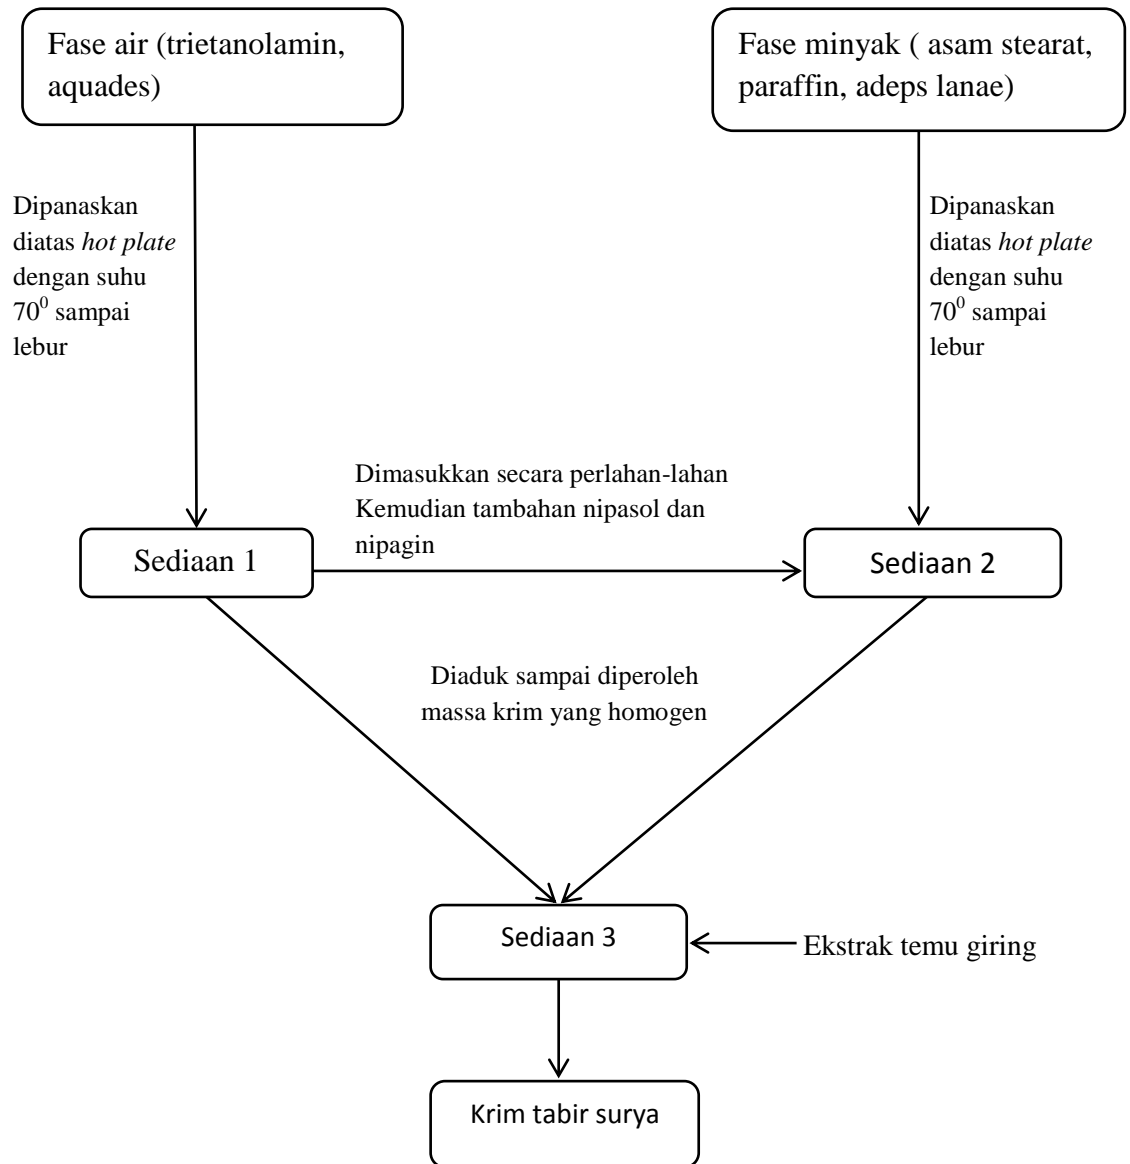 Fase air (trietanolamin,
aquades)
Fase minyak ( asam stearat,
paraffin, adeps lanae)
Dipanaskan
diatas hot plate
dengan suhu
70⁰ sampai
lebur
Dipanaskan
diatas hot plate
dengan suhu
70⁰ sampai
lebur
Dimasukkan secara perlahan-lahan
Kemudian tambahan nipasol dan
nipagin
Sediaan 1
Sediaan 2
Diaduk sampai diperoleh
massa krim yang homogen
Sediaan 3
Ekstrak temu giring
Krim tabir surya